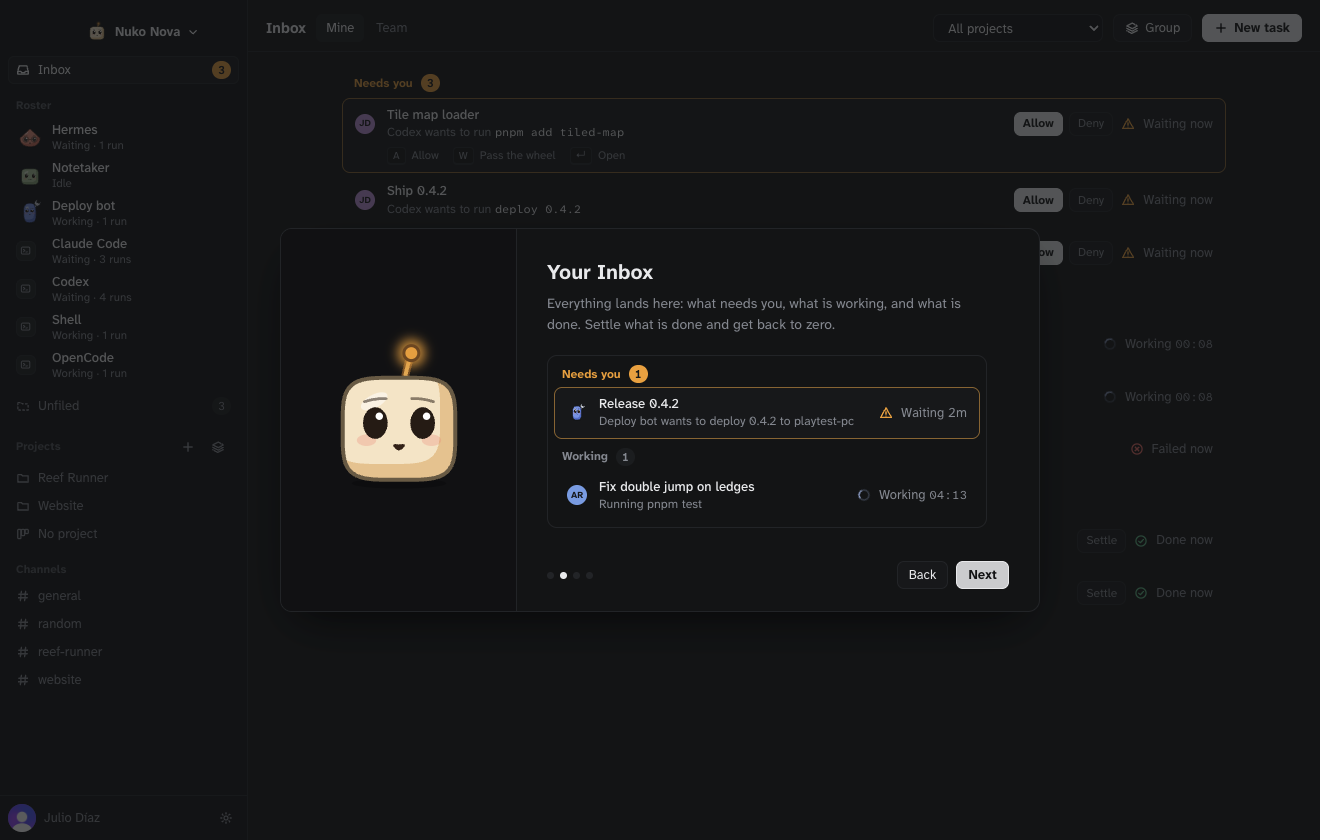 Nuko Nova
Inbox 3
Roster
Hermes
Waiting · 1 run
Notetaker
Idle
Deploy bot
Working · 1 run
Claude Code
Waiting · 3 runs
Codex
Waiting · 4 runs
Shell
Working · 1 run
OpenCode
Working · 1 run
Unfiled 3
Projects
Reef Runner
Website
No project
Channels
# general
# random
# reef-runner
# website
Julio Díaz
Inbox Mine Team All projects Group + New task
Needs you 3
JD Tile map loader Allow Deny Waiting now
Codex wants to run pnpm add tiled-map
A Allow W Pass the wheel Open
JD Ship 0.4.2 Allow Deny Waiting now
Codex wants to run deploy 0.4.2
ow Deny Waiting now
Working 00:08
Working 00:08
Failed now
Settle Done now
Settle Done now
Your Inbox
Everything lands here: what needs you, what is working, and what is
done. Settle what is done and get back to zero.
Needs you 1
Release 0.4.2
Deploy bot wants to deploy 0.4.2 to playtest-pc
Waiting 2m
Working 1
AR Fix double jump on ledges
Running pnpm test
Working 04:13
Back Next